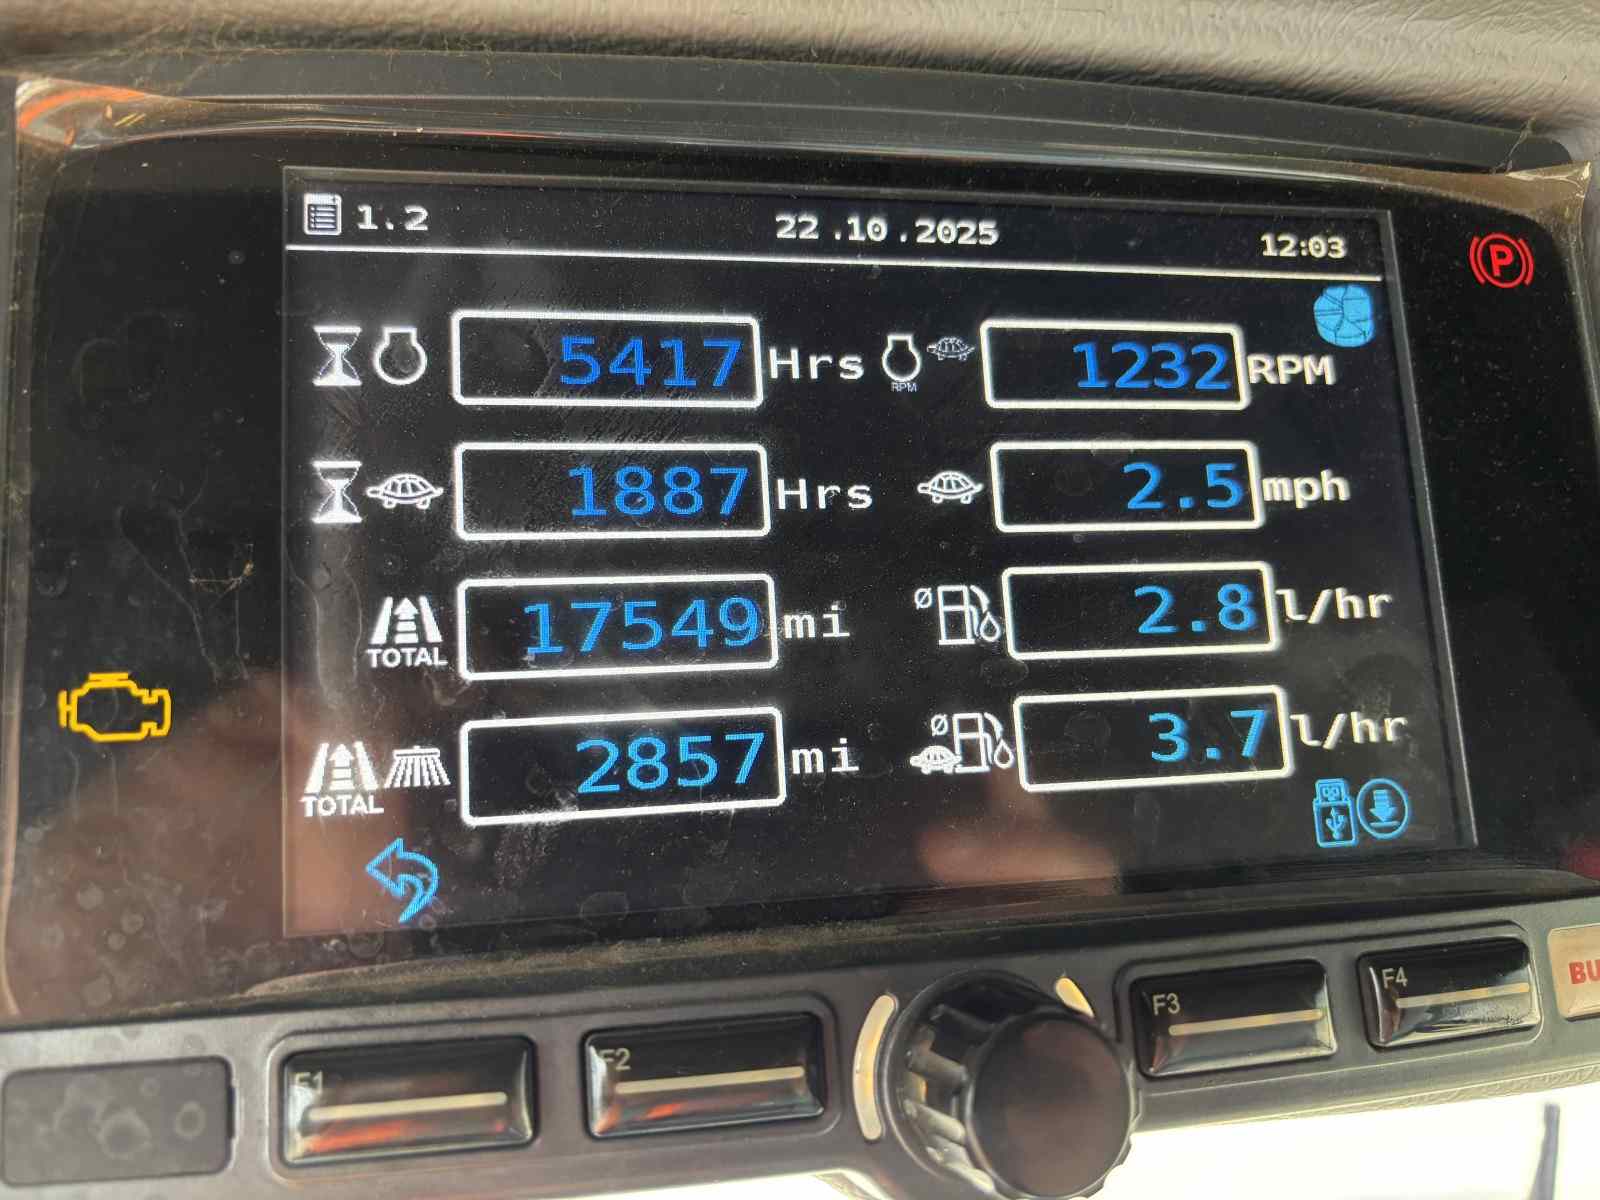 1.2 22.10.2025 12:03
5417 Hrs RPM 1232 RPM
1887 Hrs 2.5 mph
17549 mi Ø 2.8 l/hr
TOTAL
2857 mi Ø 3.7 l/hr
TOTAL
P
F1 F2 F3 F4 BU